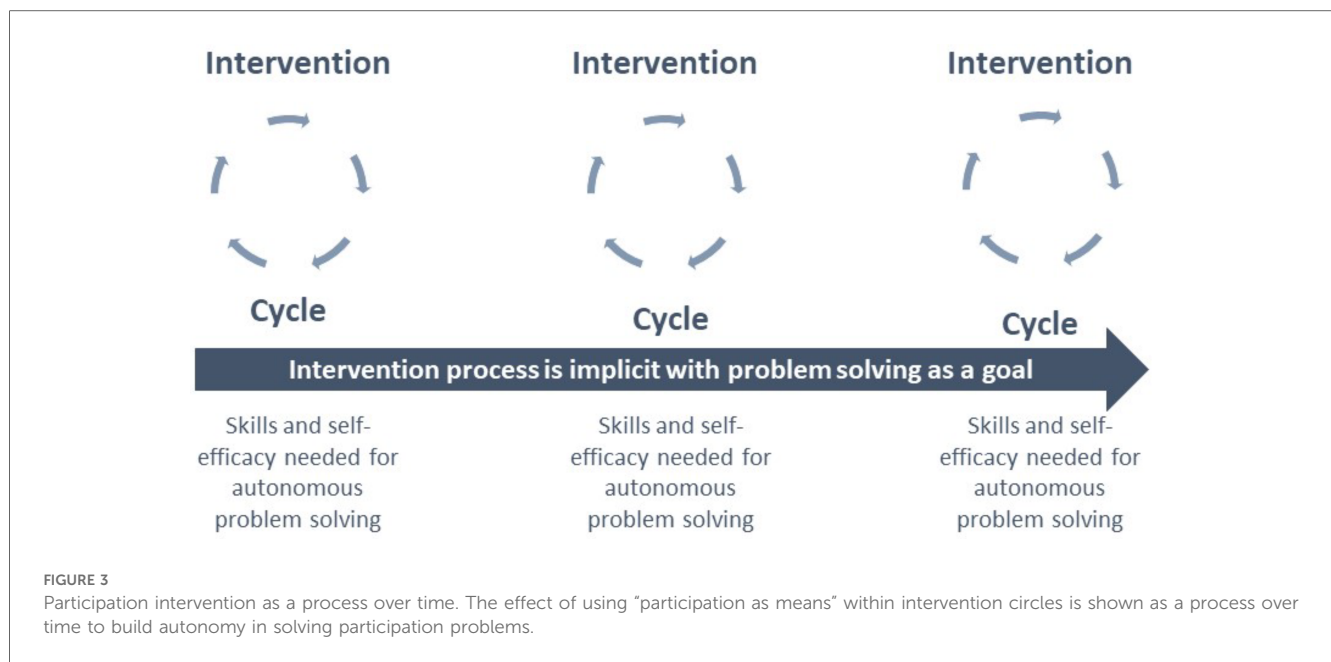 Intervention
Intervention
Intervention
Cycle
Cycle
Cycle
Intervention process is implicit with problem solving as a goal
Skills and self-
efficacy needed for
autonomous
problem solving
Skills and self-
efficacy needed for
autonomous
problem solving
Skills and self-
efficacy needed for
autonomous
problem solving
FIGURE 3
Participation intervention as a process over time. The effect of using “participation as means” within intervention circles is shown as a process over
time to build autonomy in solving participation problems.